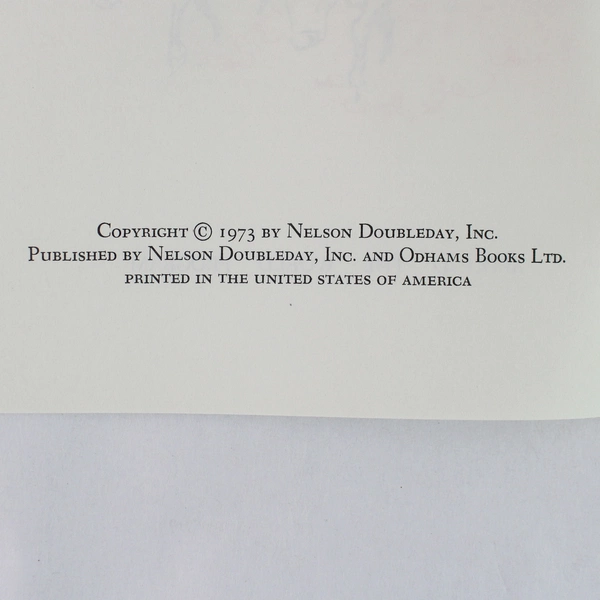 Copyright © 1973 by Nelson Doubleday, Inc.
Published by Nelson Doubleday, Inc. and Odhams Books Ltd.
printed in the united states of america